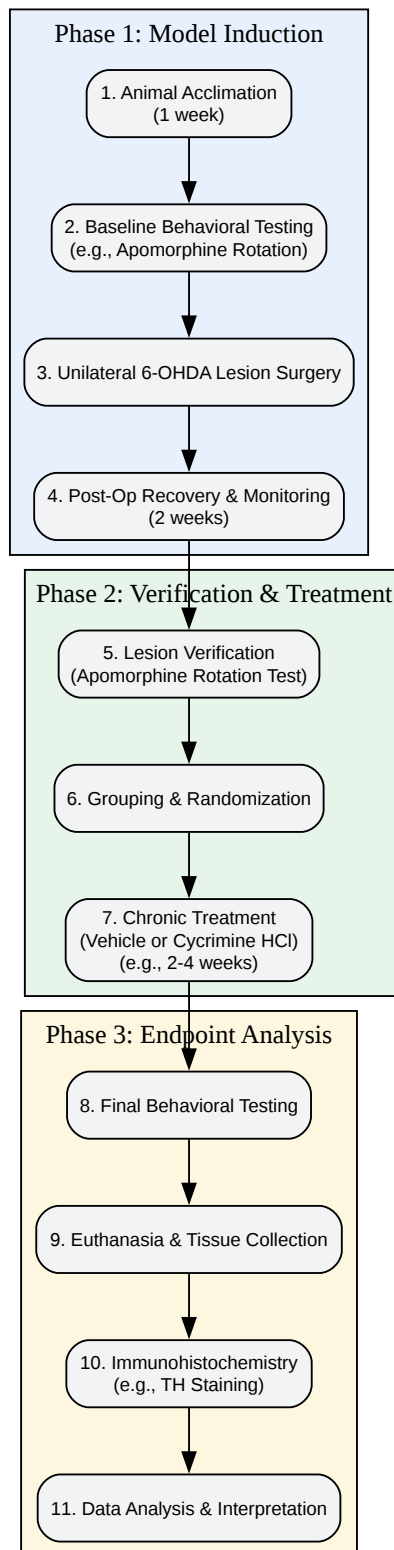 Phase 1: Model Induction
1. Animal Acclimation
(1 week)
2. Baseline Behavioral Testing
(e.g., Apomorphine Rotation)
3. Unilateral 6-OHDA Lesion Surgery
4. Post-Op Recovery & Monitoring
(2 weeks)
Phase 2: Verification & Treatment
5. Lesion Verification
(Apomorphine Rotation Test)
6. Grouping & Randomization
7. Chronic Treatment
(Vehicle or Cycrimine HCl)
(e.g., 2-4 weeks)
Phase 3: Endpoint Analysis
8. Final Behavioral Testing
9. Euthanasia & Tissue Collection
10. Immunohistochemistry
(e.g., TH Staining)
11. Data Analysis & Interpretation